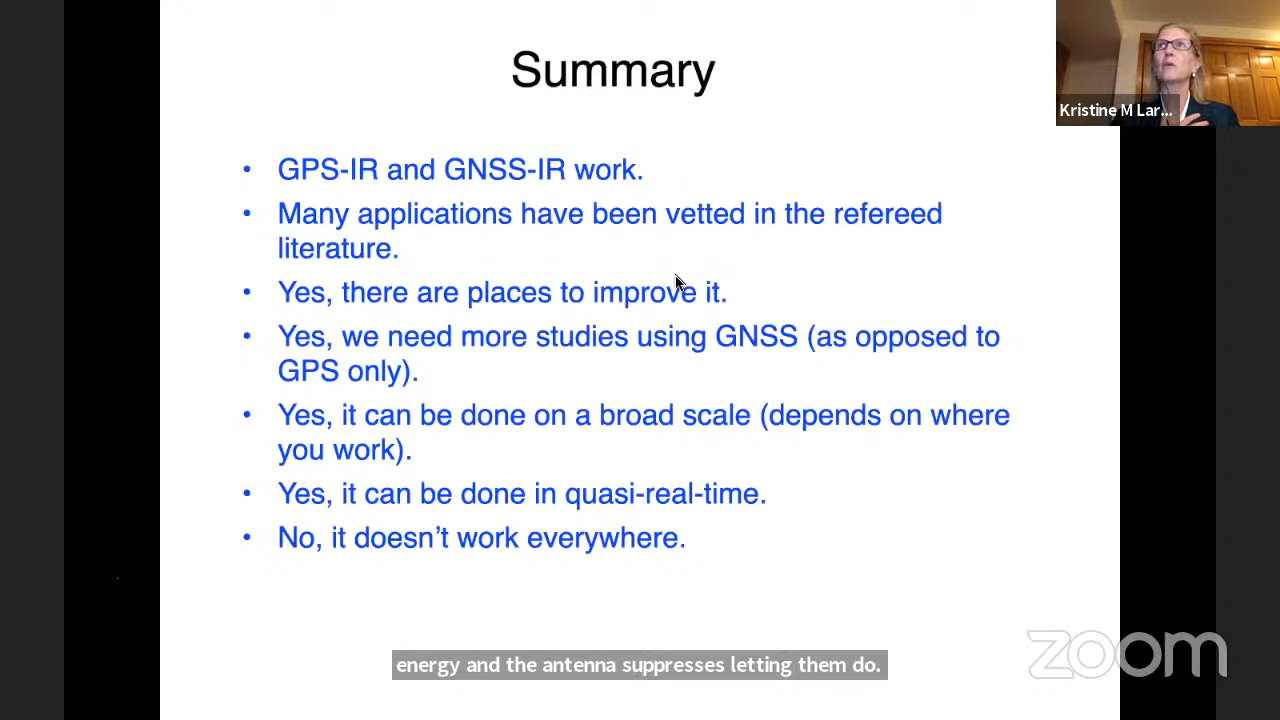 Summary
Kristine M Lar...
• GPS-IR and GNSS-IR work.
• Many applications have been vetted in the refereed
literature.
• Yes, there are places to improve it.
• Yes, we need more studies using GNSS (as opposed to
GPS only).
• Yes, it can be done on a broad scale (depends on where
you work).
• Yes, it can be done in quasi-real-time.
• No, it doesn’t work everywhere.
energy and the antenna suppresses letting them do.
zoom